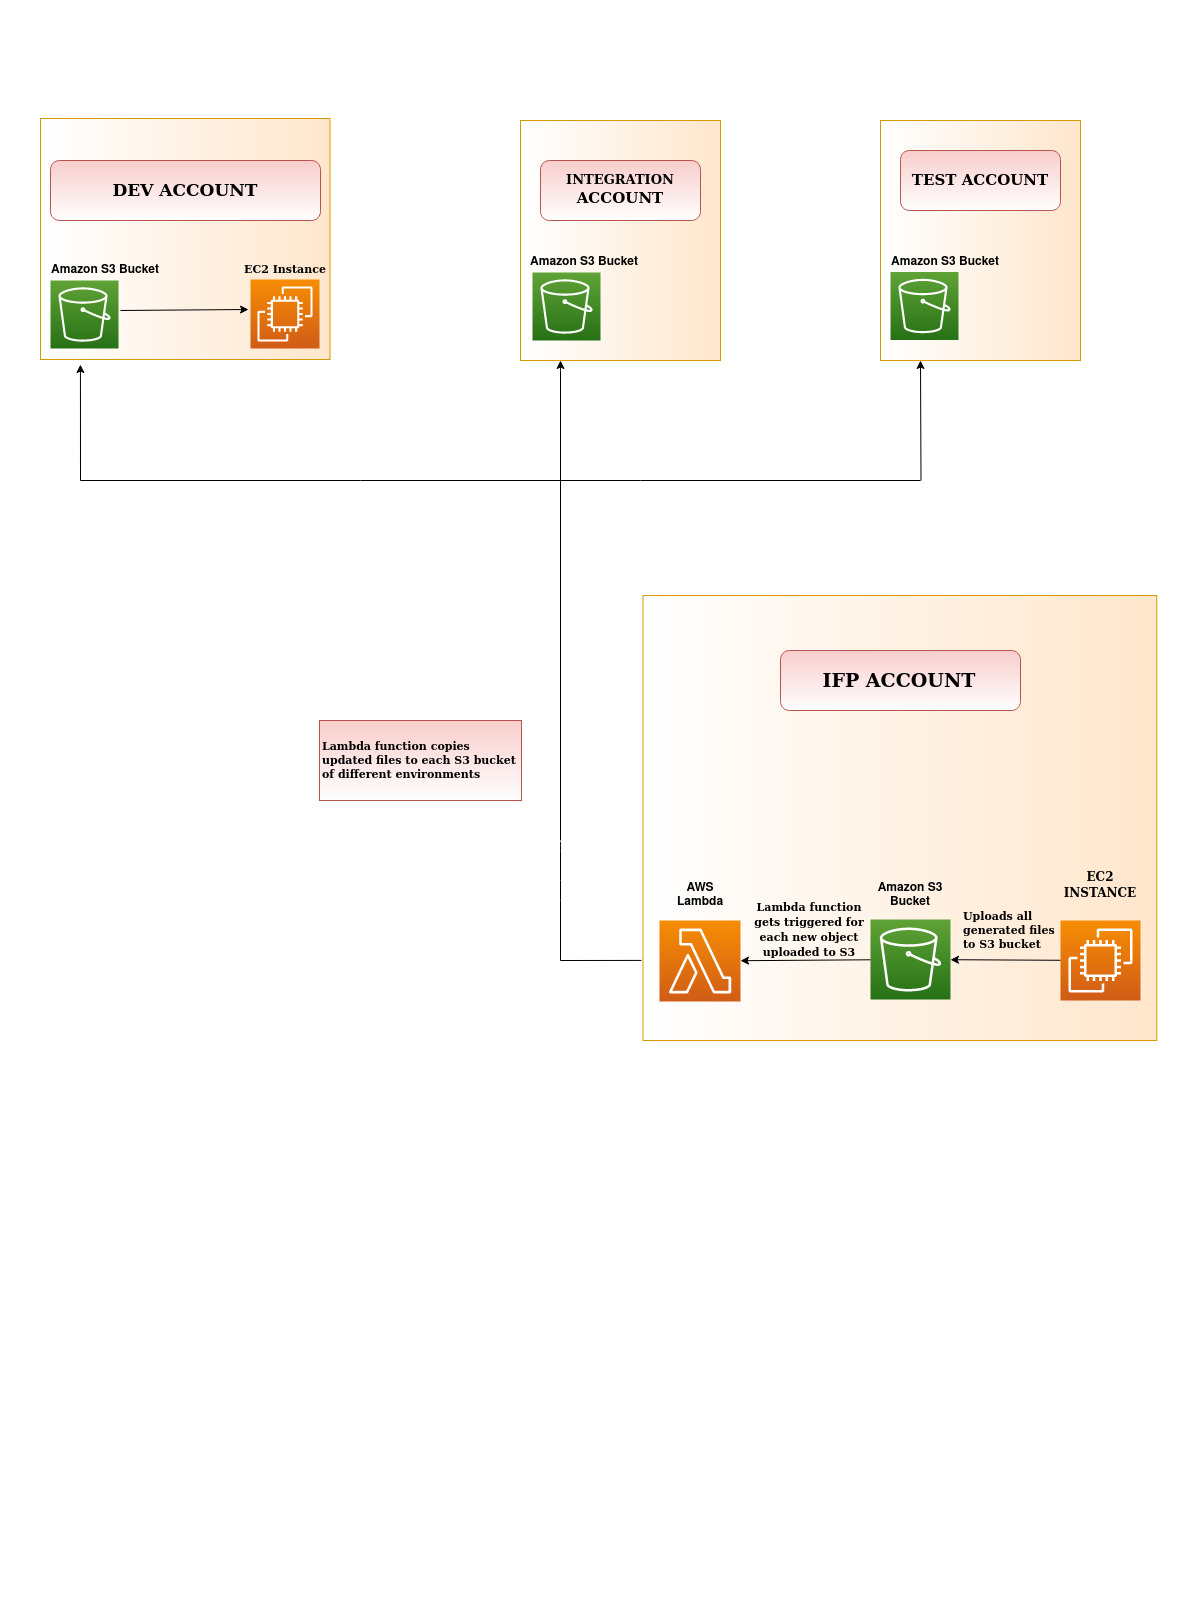 DEV ACCOUNT
Amazon S3 Bucket
EC2 Instance
INTEGRATION
ACCOUNT
Amazon S3 Bucket
TEST ACCOUNT
Amazon S3 Bucket
IFP ACCOUNT
Lambda function copies
updated files to each S3 bucket
of different environments
AWS
Lambda
Lambda function
gets triggered for
each new object
uploaded to S3
Amazon S3
Bucket
Uploads all
generated files
to S3 bucket
EC2
INSTANCE